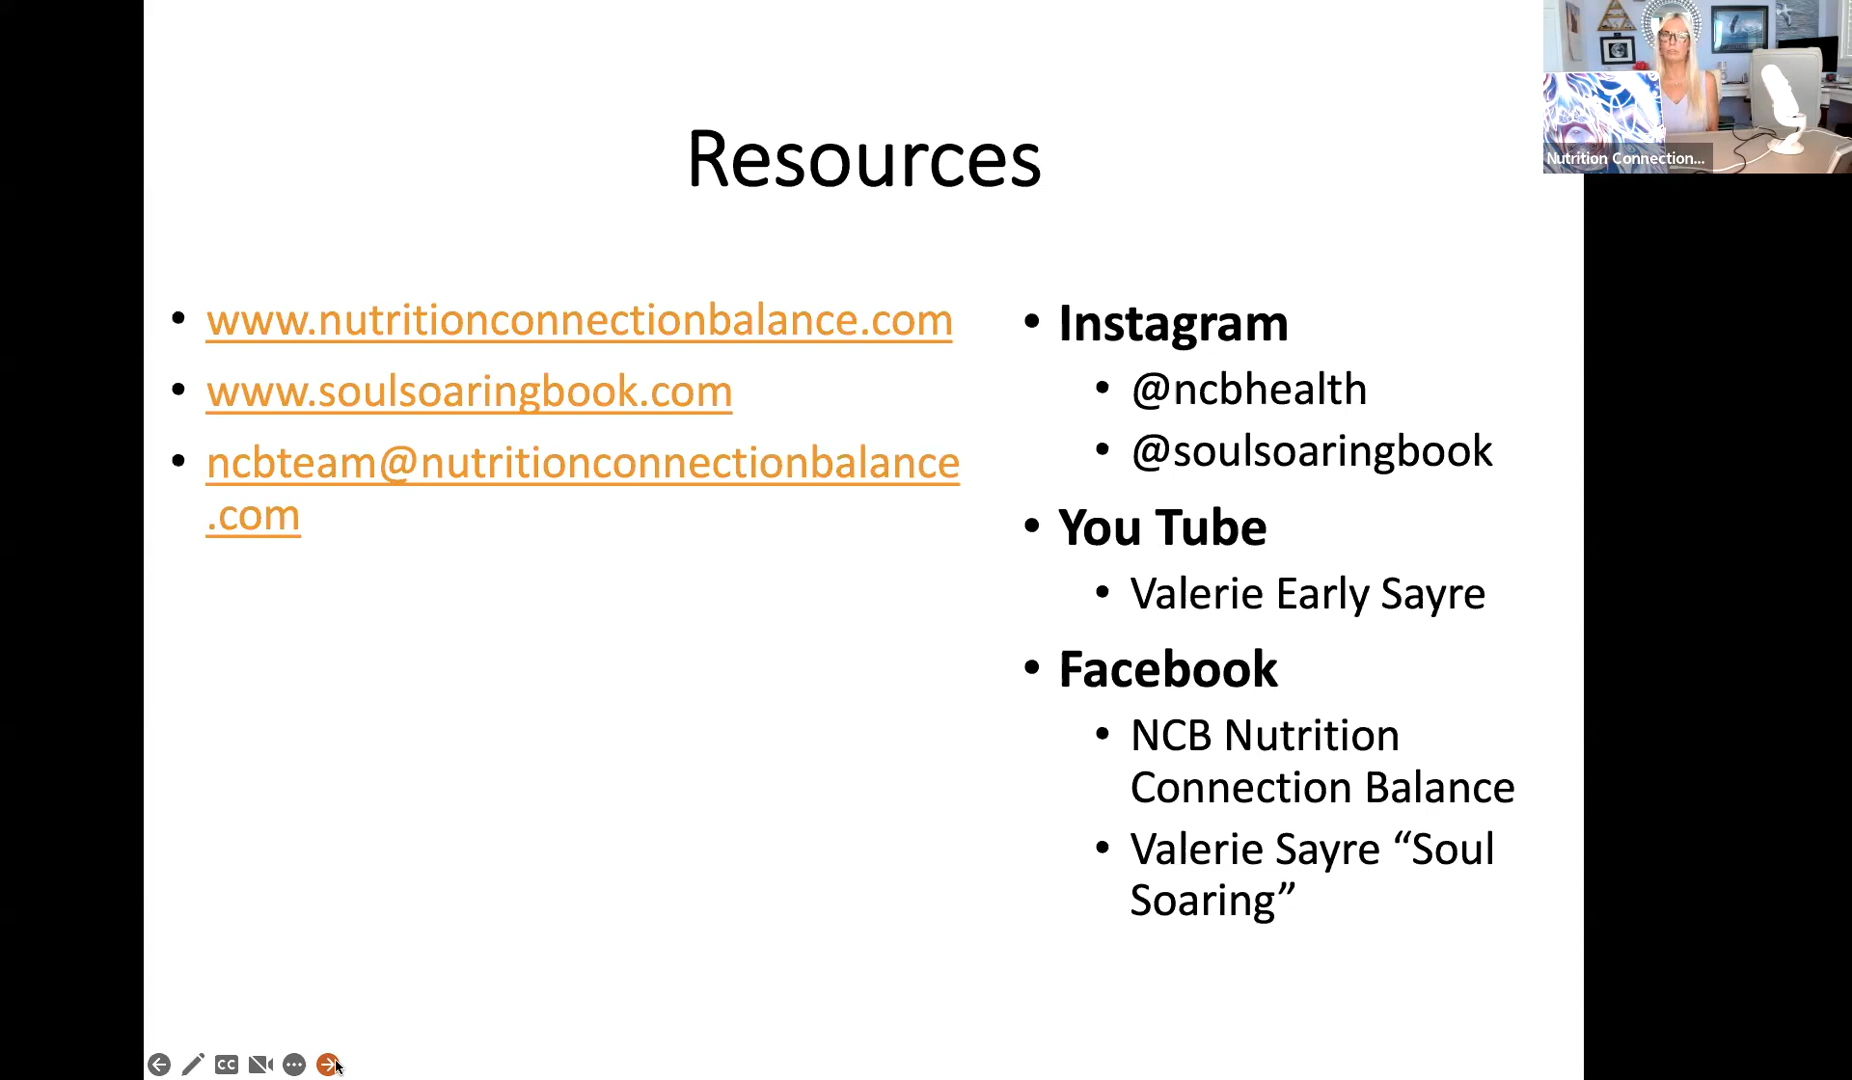 Resources
• www.nutritionconnectionbalance.com
• www.soulsoaringbook.com
• ncbteam@nutritionconnectionbalance
.com
• Instagram
• @ncbhealth
• @soulsoaringbook
• You Tube
• Valerie Early Sayre
• Facebook
• NCB Nutrition
Connection Balance
• Valerie Sayre “Soul
Soaring”
Nutrition Connection...
CC